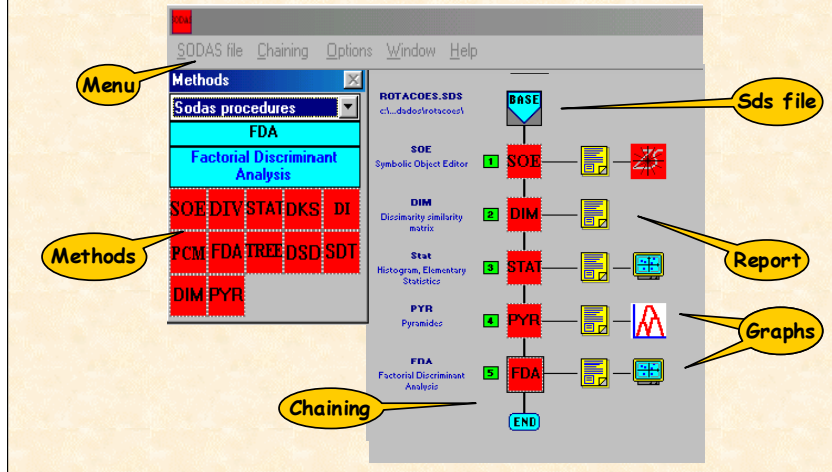 SODAS
SODAS file Chaining Options Window Help
Menu
Methods
Sodas procedures
FDA
Factorial Discriminant
Analysis
SOE DIV STAT DKS DI
PCM FDA TREE DSD SDT
DIM PYR
Methods
ROTACOES.SDS
c:\...dados\rotacoes\
BASE
Sds file
SOE
Symbolic Object Editor
1
SOE
DIM
Dissimarity similarity
matrix
2
DIM
Report
Stat
Histogram, Elementary
Statistics
3
STAT
PYR
Pyramides
4
PYR
Graphs
FDA
Factorial Discriminant
Analysis
5
FDA
Chaining
END